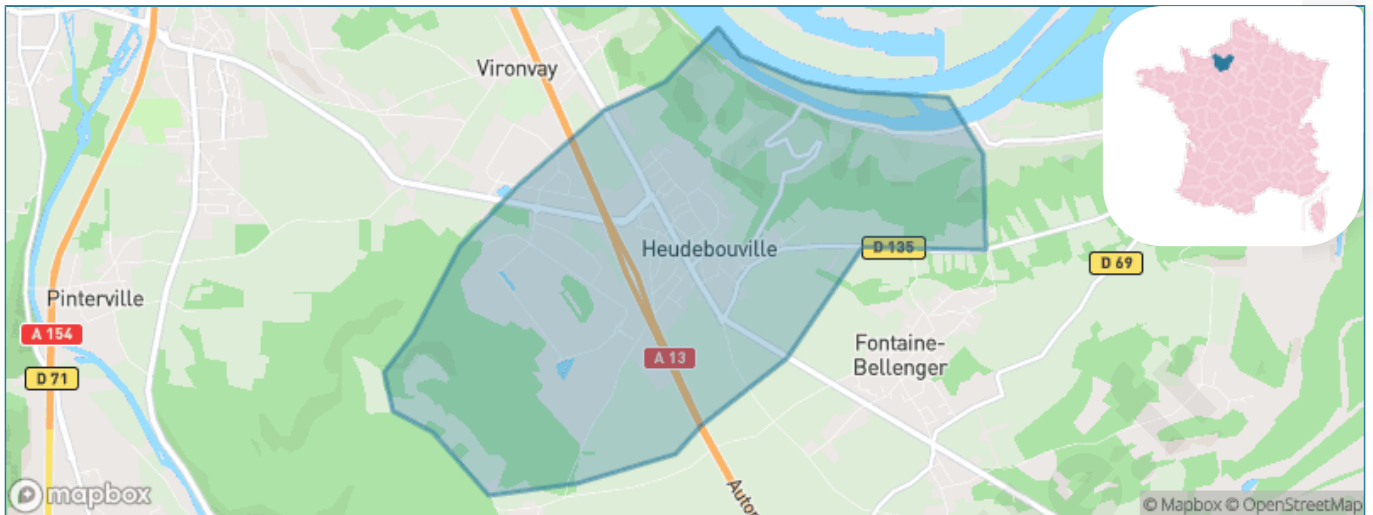 Vironvay
Heudebouville
D 135
D 69
Pinterville
A 154
D 71
A 13
Fontaine-
Bellenger
Autor
mapbox
© Mapbox © OpenStreetMap